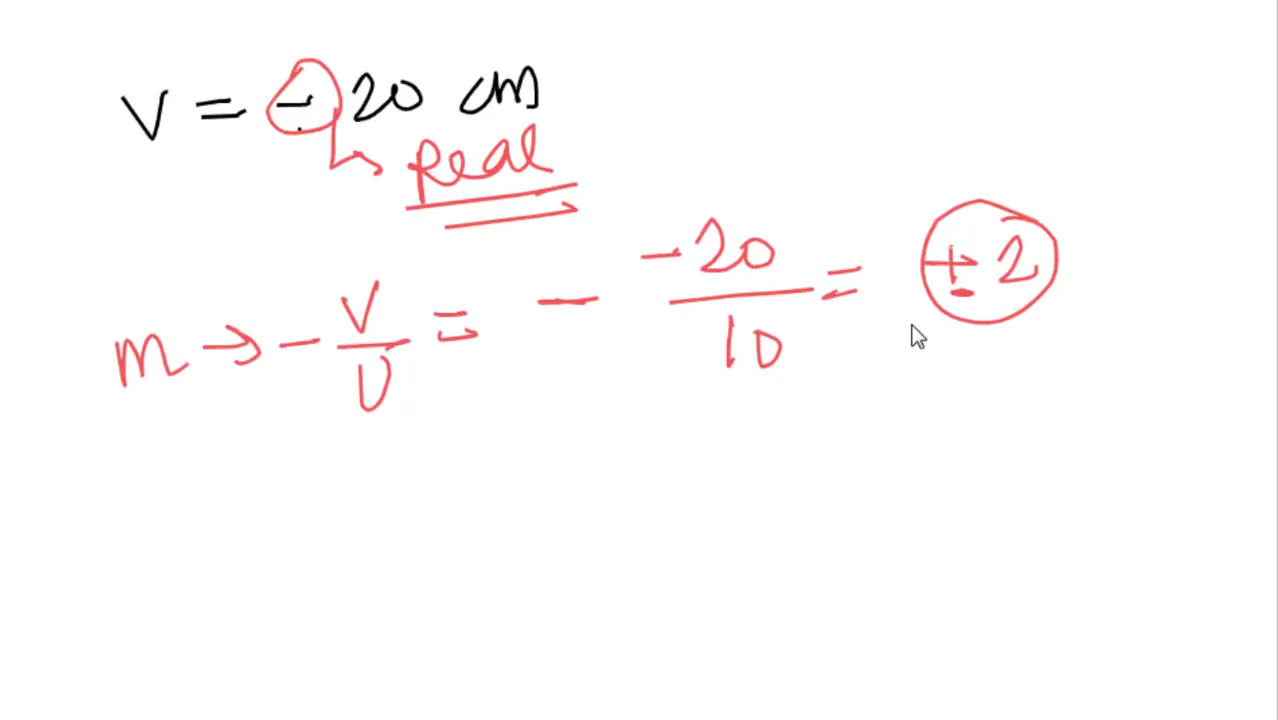 V = - 20 cm
Real
m → - V/U = - -20/10 = + 2